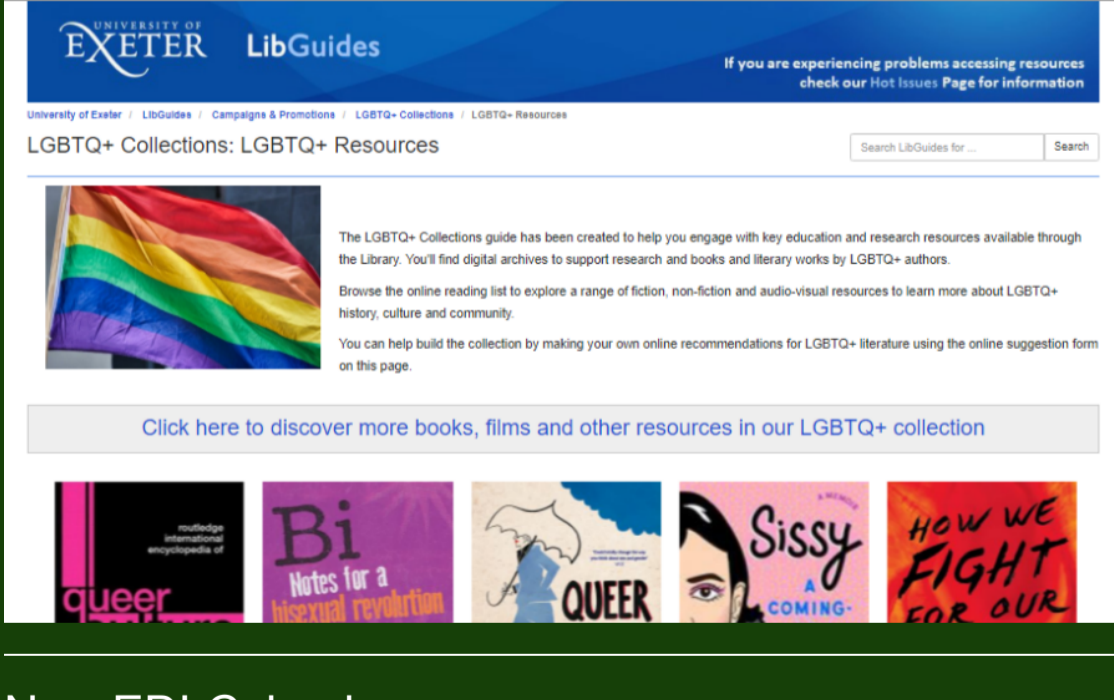 UNIVERSITY OF
EXETER
LibGuides
If you are experiencing problems accessing resources
check our Hot Issues Page for information
University of Exeter / LibGuides / Campaigns & Promotions / LGBTQ+ Collections / LGBTQ+ Resources
LGBTQ+ Collections: LGBTQ+ Resources
Search LibGuides for ...
Search
The LGBTQ+ Collections guide has been created to help you engage with key education and research resources available through
the Library. You'll find digital archives to support research and books and literary works by LGBTQ+ authors.
Browse the online reading list to explore a range of fiction, non-fiction and audio-visual resources to learn more about LGBTQ+
history, culture and community.
You can help build the collection by making your own online recommendations for LGBTQ+ literature using the online suggestion form
on this page.
Click here to discover more books, films and other resources in our LGBTQ+ collection
routledge
international
encyclopedia of
queer
Bi
Notes for a
bisexual revolution
QUEER
A MEMOIR
Sissy
A
COMING-
HOW WE
FIGHT
FOR OUR